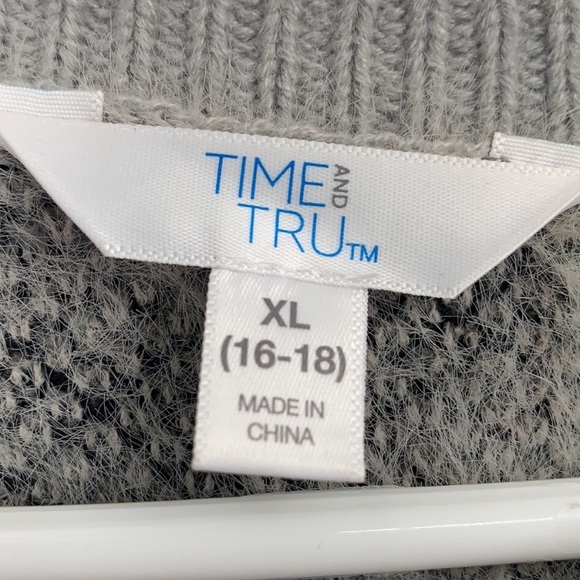 TIME AND
TRU™
XL
(16-18)
MADE IN
CHINA